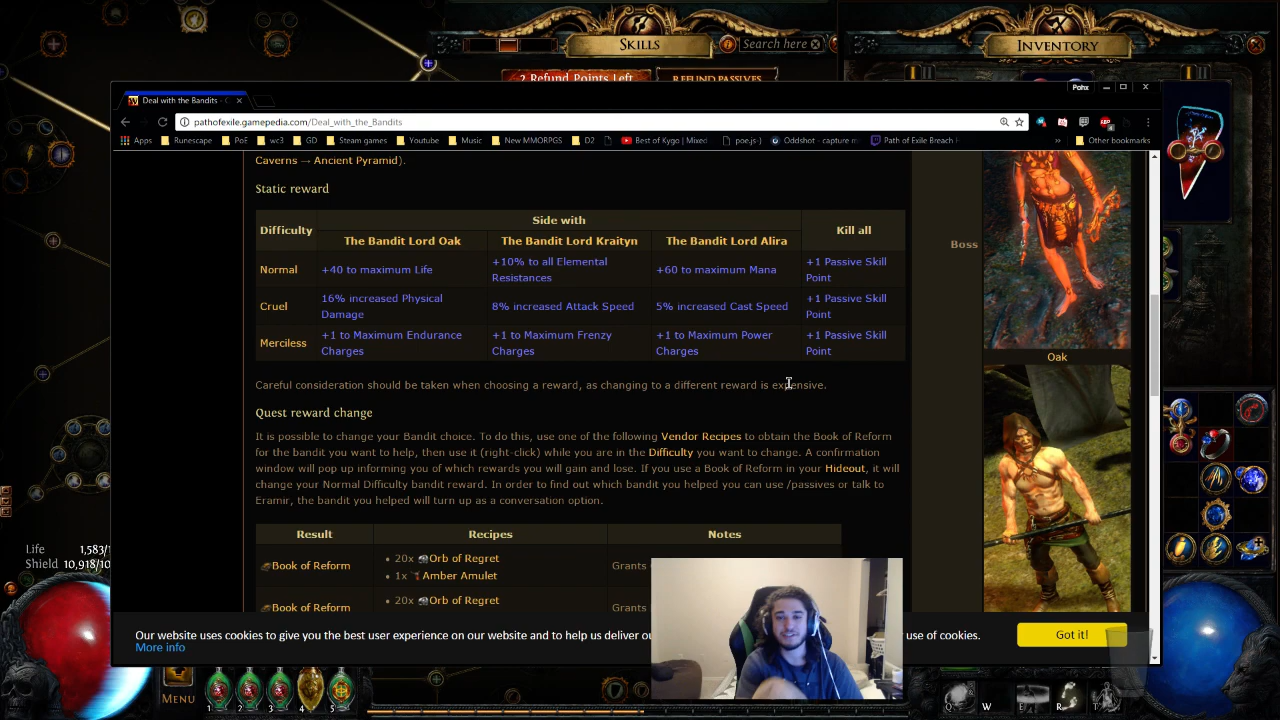 SKILLS
Search here
INVENTORY
2 Refund Points Left
REFUND PASSIVES
Pohx
Deal with the Bandits -
pathofexile.gamepedia.com/Deal_with_the_Bandits
Apps Runescape PoE wc3 GD Steam games Youtube Music New MMORPGS D2 Best of Kygo | Mixed poe.js·) Oddshot - capture Path of Exile Breach » Other bookmarks
Caverns → Ancient Pyramid).
Static reward
Difficulty Side with Kill all
The Bandit Lord Oak The Bandit Lord Kraityn The Bandit Lord Alira
Normal +40 to maximum Life +10% to all Elemental Resistances +60 to maximum Mana +1 Passive Skill Point
Cruel 16% increased Physical Damage 8% increased Attack Speed 5% increased Cast Speed +1 Passive Skill Point
Merciless +1 to Maximum Endurance Charges +1 to Maximum Frenzy Charges +1 to Maximum Power Charges +1 Passive Skill Point
Boss
Oak
Careful consideration should be taken when choosing a reward, as changing to a different reward is expensive.
Quest reward change
It is possible to change your Bandit choice. To do this, use one of the following Vendor Recipes to obtain the Book of Reform
for the bandit you want to help, then use it (right-click) while you are in the Difficulty you want to change. A confirmation
window will pop up informing you of which rewards you will gain and lose. If you use a Book of Reform in your Hideout, it will
change your Normal Difficulty bandit reward. In order to find out which bandit you helped you can use /passives or talk to
Eramir, the bandit you helped will turn up as a conversation option.
Result Recipes Notes
Book of Reform • 20x Orb of Regret
• 1x Amber Amulet
Grants
Book of Reform • 20x Orb of Regret
Grants
Life 1,583/
Shield 10,918/10
Our website uses cookies to give you the best user experience on our website and to help us deliver ou
use of cookies.
More info
Got it!
MENU
1 2 3 4 5
Q W E R T